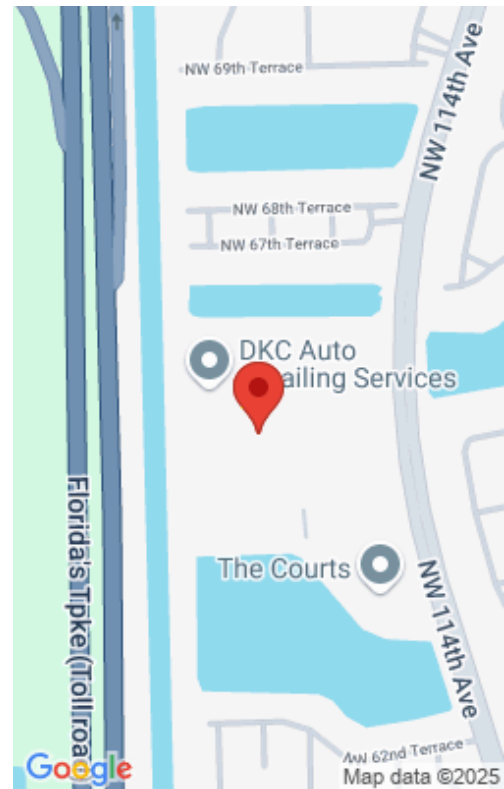 NW 69th Terrace
NW 114th Ave
NW 68th Terrace
NW 67th Terrace
DKC Auto
ailing Services
Florida's Tpke (Toll roa
The Courts
NW 114th Ave
NW 62nd Terrace
Google
Map data ©2025